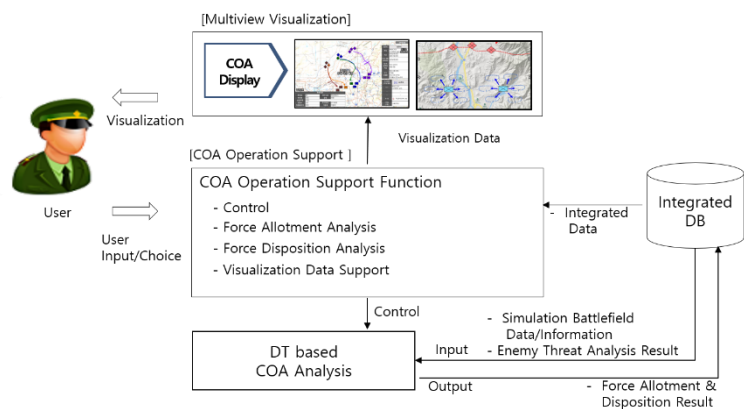 [Multiview Visualization]
COA
Display
Visualization
Visualization Data
[COA Operation Support ]
COA Operation Support Function
- Control
- Force Allotment Analysis
- Force Disposition Analysis
- Visualization Data Support
User
User
Input/Choice
- Integrated
Data
Integrated
DB
Control
- Simulation Battlefield
Data/Information
- Enemy Threat Analysis Result
Input
DT based
COA Analysis
Output
- Force Allotment &
Disposition Result